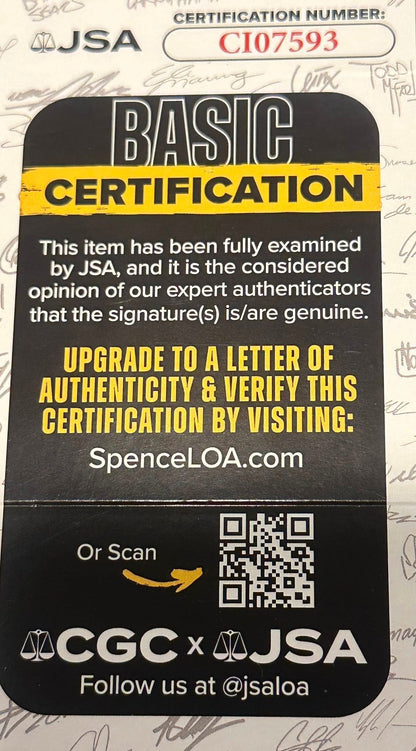 CERTIFICATION NUMBER:
JSA
CI07593
BASIC
CERTIFICATION
This item has been fully examined
by JSA, and it is the considered
opinion of our expert authenticators
that the signature(s) is/are genuine.
UPGRADE TO A LETTER OF
AUTHENTICITY & VERIFY THIS
CERTIFICATION BY VISITING:
SpenceLOA.com
Or Scan
CGC x JSA
Follow us at @jsaloa